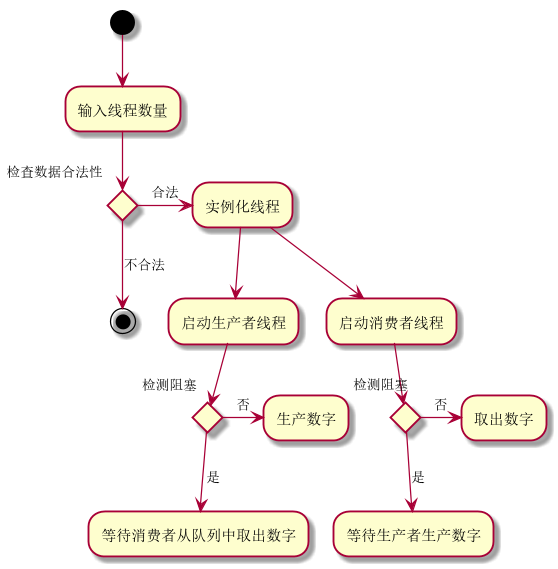 输入线程数量
检查数据合法性
合法
实例化线程
不合法
启动生产者线程
启动消费者线程
检测阻塞
否
生产数字
检测阻塞
否
取出数字
是
是
等待消费者从队列中取出数字
等待生产者生产数字